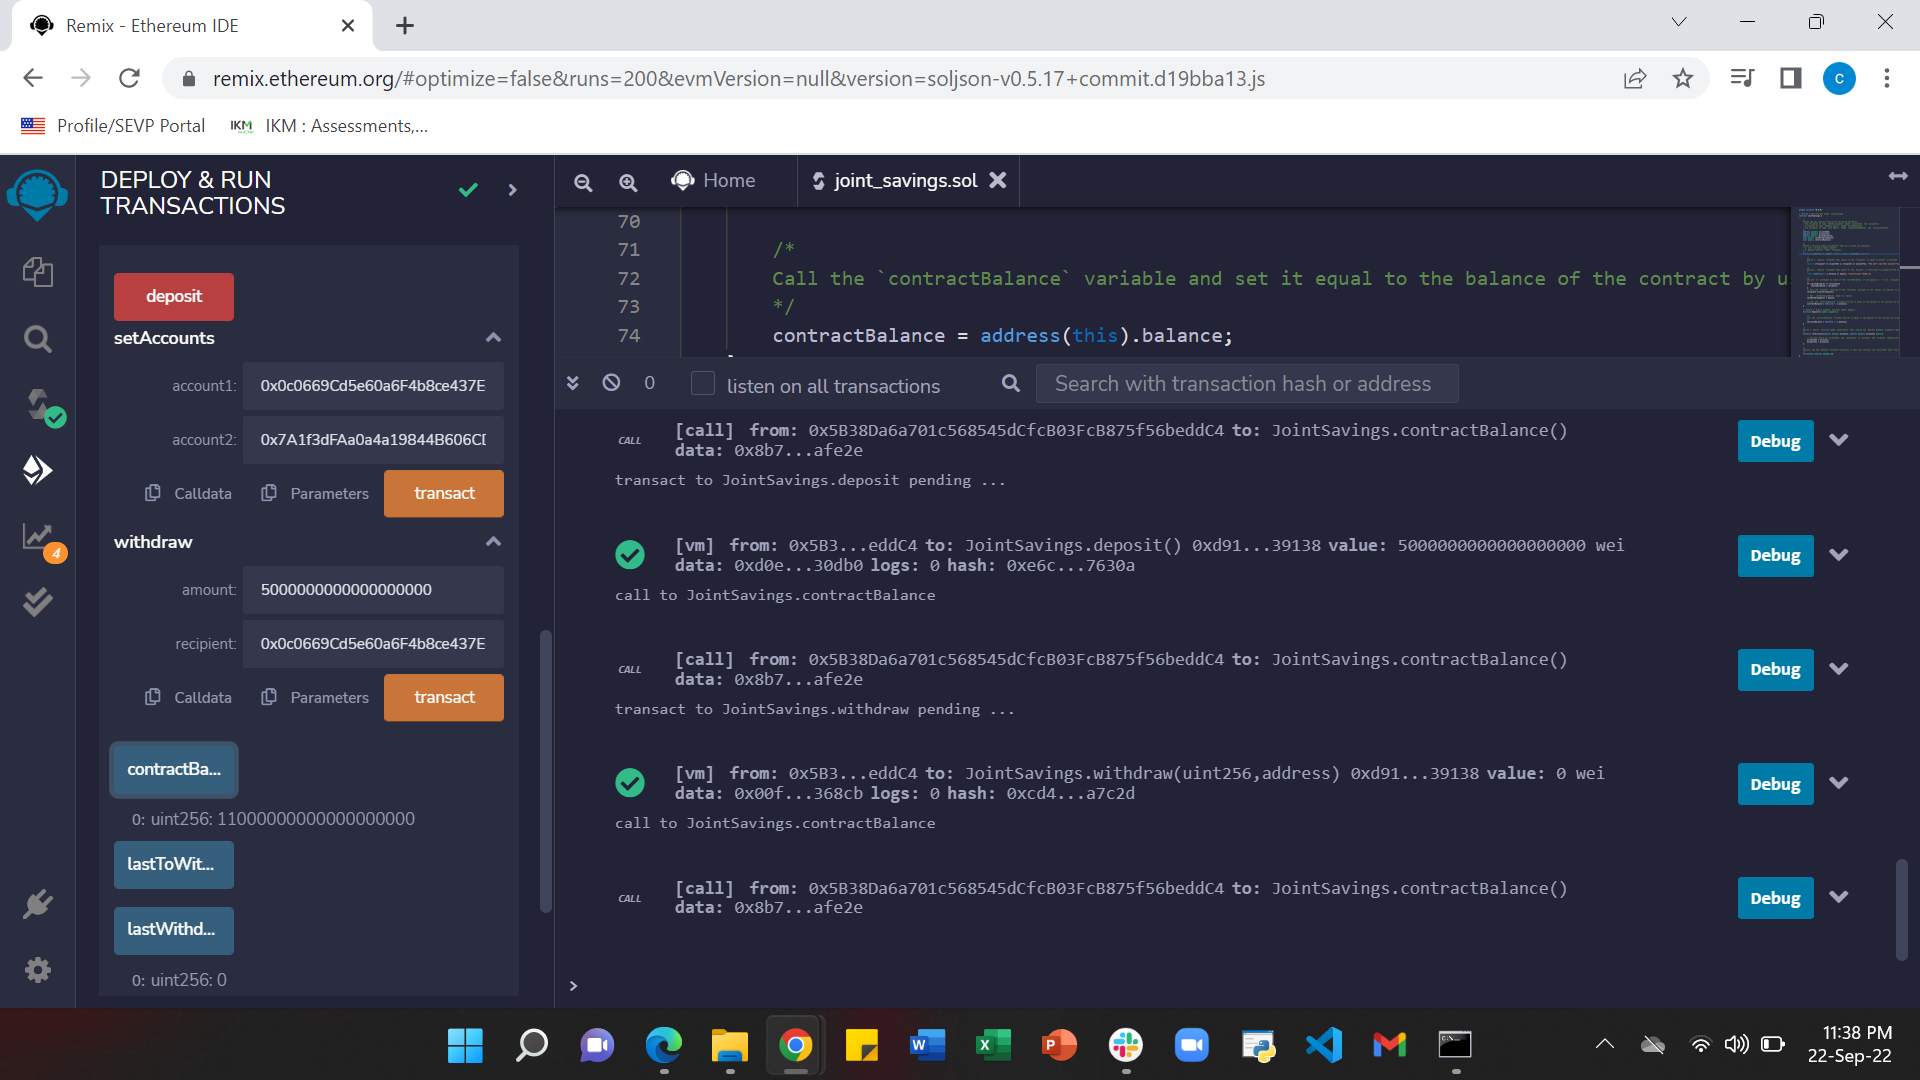 Remix - Ethereum IDE
remix.ethereum.org/#optimize=false&runs=200&evmVersion=null&version=soljson-v0.5.17+commit.d19bba13.js
c
Profile/SEVP Portal
IKM
IKM : Assessments,...
DEPLOY & RUN
TRANSACTIONS
deposit
setAccounts
account1: 0x0c0669Cd5e60a6F4b8ce437E
account2: 0x7A1f3dFAa0a4a19844B606CD
Calldata Parameters transact
withdraw
amount: 5000000000000000000
recipient: 0x0c0669Cd5e60a6F4b8ce437E
Calldata Parameters transact
contractBa...
0: uint256: 11000000000000000000
lastToWit...
lastWithd...
0: uint256: 0
4
Home
joint_savings.sol
70
71 /*
72 Call the `contractBalance` variable and set it equal to the balance of the contract by u
73 */
74 contractBalance = address(this).balance;
0 listen on all transactions Search with transaction hash or address
CALL [call] from: 0x5B38Da6a701c568545dCfcB03FcB875f56beddC4 to: JointSavings.contractBalance() Debug
data: 0x8b7...afe2e
transact to JointSavings.deposit pending ...
[vm] from: 0x5B3...eddC4 to: JointSavings.deposit() 0xd91...39138 value: 5000000000000000000 wei Debug
data: 0xd0e...30db0 logs: 0 hash: 0xe6c...7630a
call to JointSavings.contractBalance
CALL [call] from: 0x5B38Da6a701c568545dCfcB03FcB875f56beddC4 to: JointSavings.contractBalance() Debug
data: 0x8b7...afe2e
transact to JointSavings.withdraw pending ...
[vm] from: 0x5B3...eddC4 to: JointSavings.withdraw(uint256,address) 0xd91...39138 value: 0 wei Debug
data: 0x00f...368cb logs: 0 hash: 0xcd4...a7c2d
call to JointSavings.contractBalance
CALL [call] from: 0x5B38Da6a701c568545dCfcB03FcB875f56beddC4 to: JointSavings.contractBalance() Debug
data: 0x8b7...afe2e
>
11:38 PM
22-Sep-22